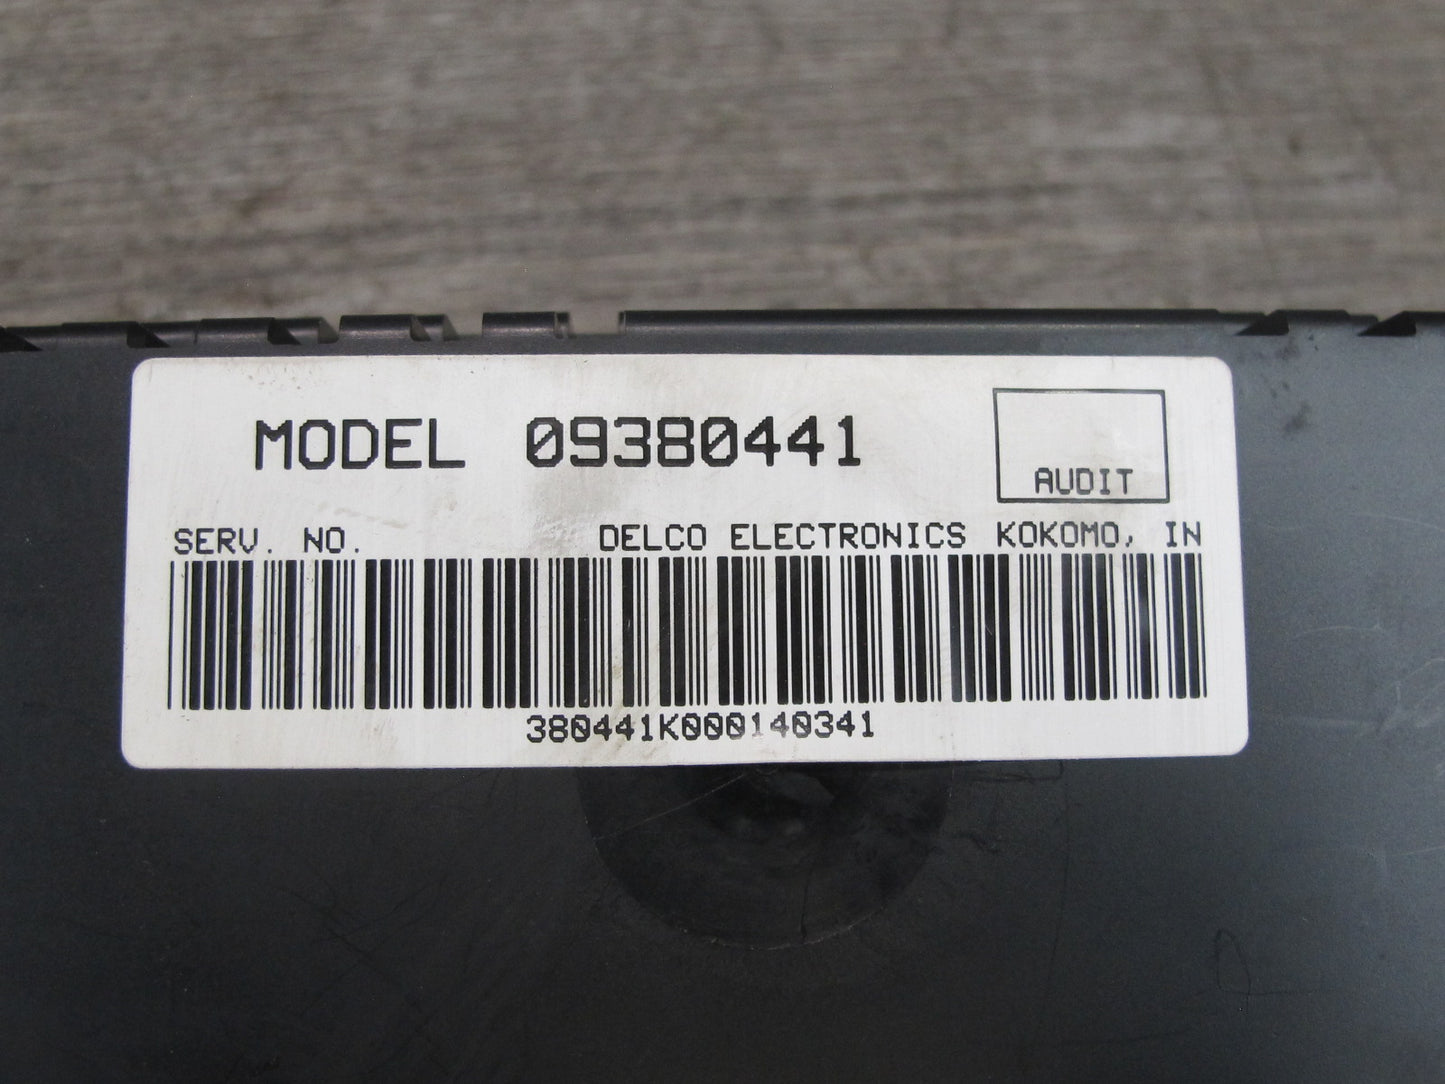 MODEL 09380441
AUDIT
SERV. NO. DELCO ELECTRONICS KOKOMO, IN
380441K000140341